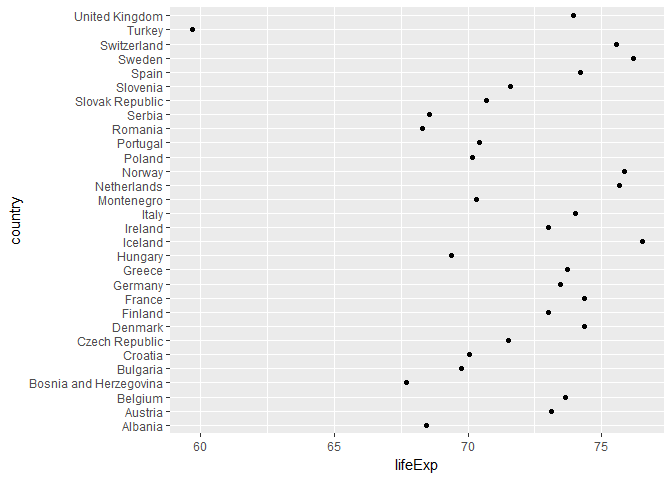 United Kingdom
Turkey
Switzerland
Sweden
Spain
Slovenia
Slovak Republic
Serbia
Romania
Portugal
Poland
Norway
Netherlands
Montenegro
Italy
Ireland
Iceland
Hungary
Greece
Germany
France
Finland
Denmark
Czech Republic
Croatia
Bulgaria
Bosnia and Herzegovina
Belgium
Austria
Albania
country
60 65 70 75
lifeExp